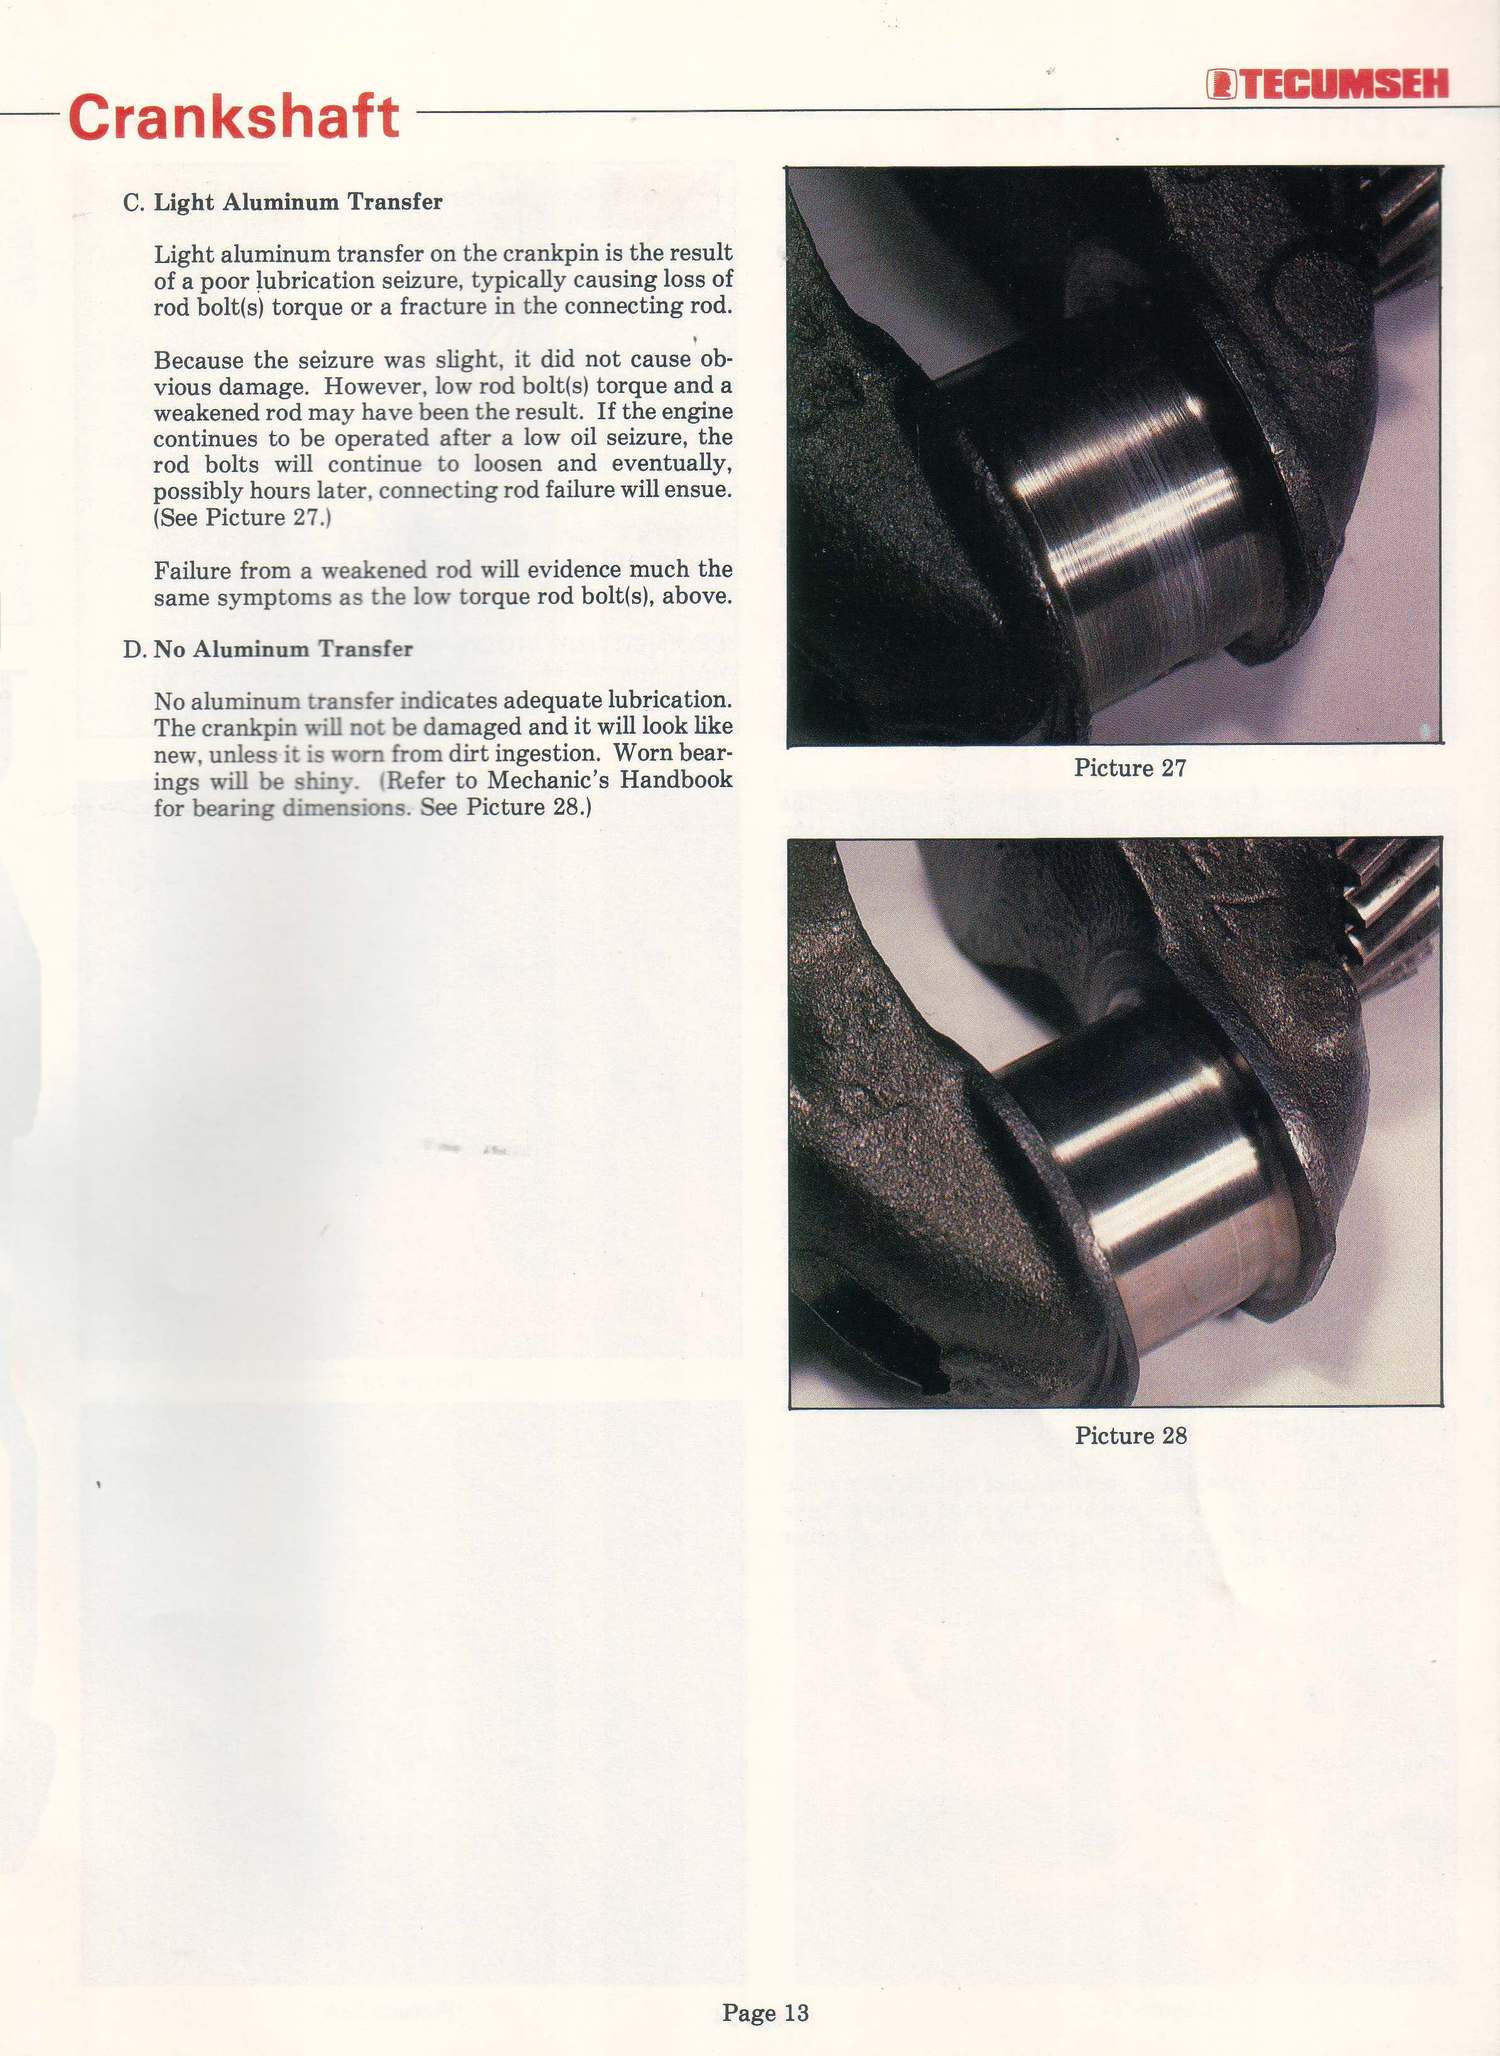 TECUMSEH
Crankshaft
C. Light Aluminum Transfer
Light aluminum transfer on the crankpin is the result
of a poor lubrication seizure, typically causing loss of
rod bolt(s) torque or a fracture in the connecting rod.
Because the seizure was slight, it did not cause ob-
vious damage. However, low rod bolt(s) torque and a
weakened rod may have been the result. If the engine
continues to be operated after a low oil seizure, the
rod bolts will continue to loosen and eventually,
possibly hours later, connecting rod failure will ensue.
(See Picture 27.)
Failure from a weakened rod will evidence much the
same symptoms as the low torque rod bolt(s), above.
D. No Aluminum Transfer
No aluminum transfer indicates adequate lubrication.
The crankpin will not be damaged and it will look like
new, unless it is worn from dirt ingestion. Worn bear-
ings will be shiny. (Refer to Mechanic's Handbook
for bearing dimensions. See Picture 28.)
Picture 27
Picture 28
Page 13